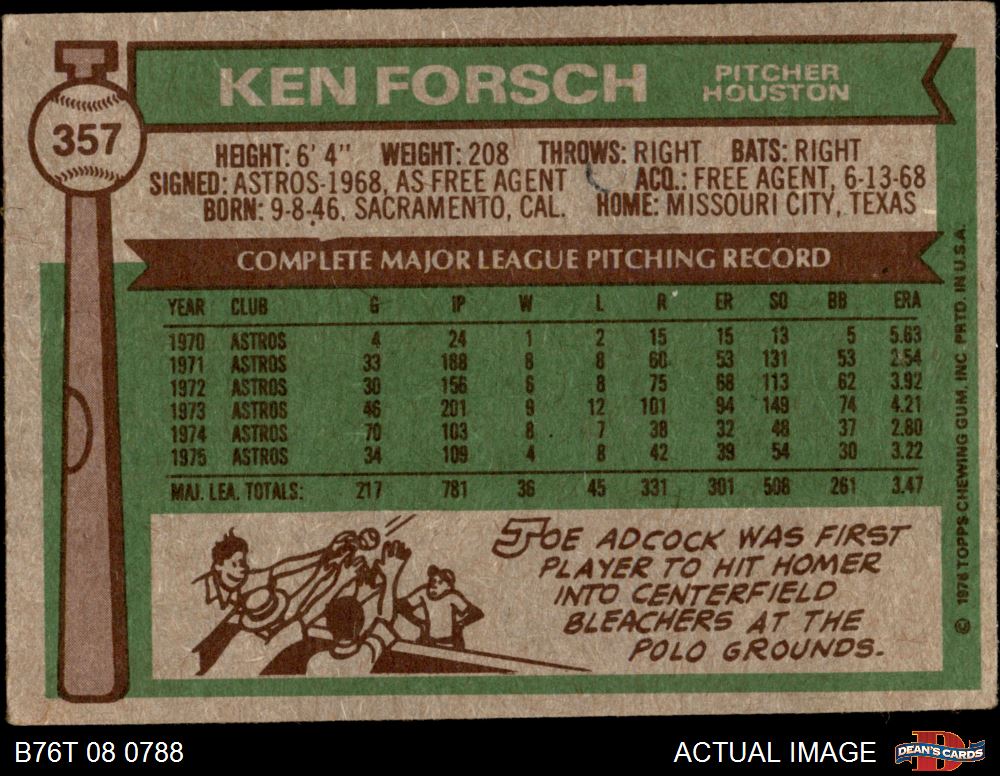 KEN FORSCH PITCHER
HOUSTON
357
HEIGHT: 6' 4" WEIGHT: 208 THROWS: RIGHT BATS: RIGHT
SIGNED: ASTROS-1968, AS FREE AGENT ACQ.: FREE AGENT, 6-13-68
BORN: 9-8-46, SACRAMENTO, CAL. HOME: MISSOURI CITY, TEXAS
COMPLETE MAJOR LEAGUE PITCHING RECORD
YEAR CLUB G IP W L R ER SO BB ERA
1970 ASTROS 4 24 1 2 15 15 13 5 5.63
1971 ASTROS 33 188 8 8 60 53 131 53 2.54
1972 ASTROS 30 156 6 8 75 68 113 62 3.92
1973 ASTROS 46 201 9 12 101 94 149 74 4.21
1974 ASTROS 70 103 8 7 38 32 48 37 2.80
1975 ASTROS 34 109 4 8 42 39 54 30 3.22
MAJ. LEA. TOTALS: 217 781 36 45 331 301 508 261 3.47
JOE ADCOCK WAS FIRST
PLAYER TO HIT HOMER
INTO CENTERFIELD
BLEACHERS AT THE
POLO GROUNDS.
© 1976 TOPPS CHEWING GUM, INC. PRTD. IN U.S.A.
B76T 08 0788 ACTUAL IMAGE DEAN'S CARDS